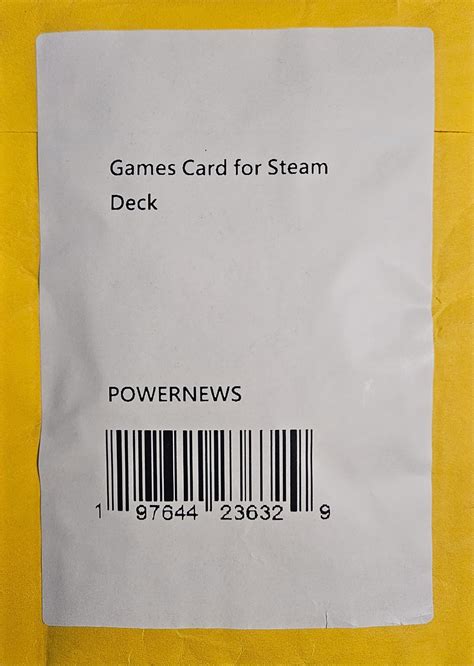 Games Card for Steam
Deck
POWERNEWS
1 97644 23632 9